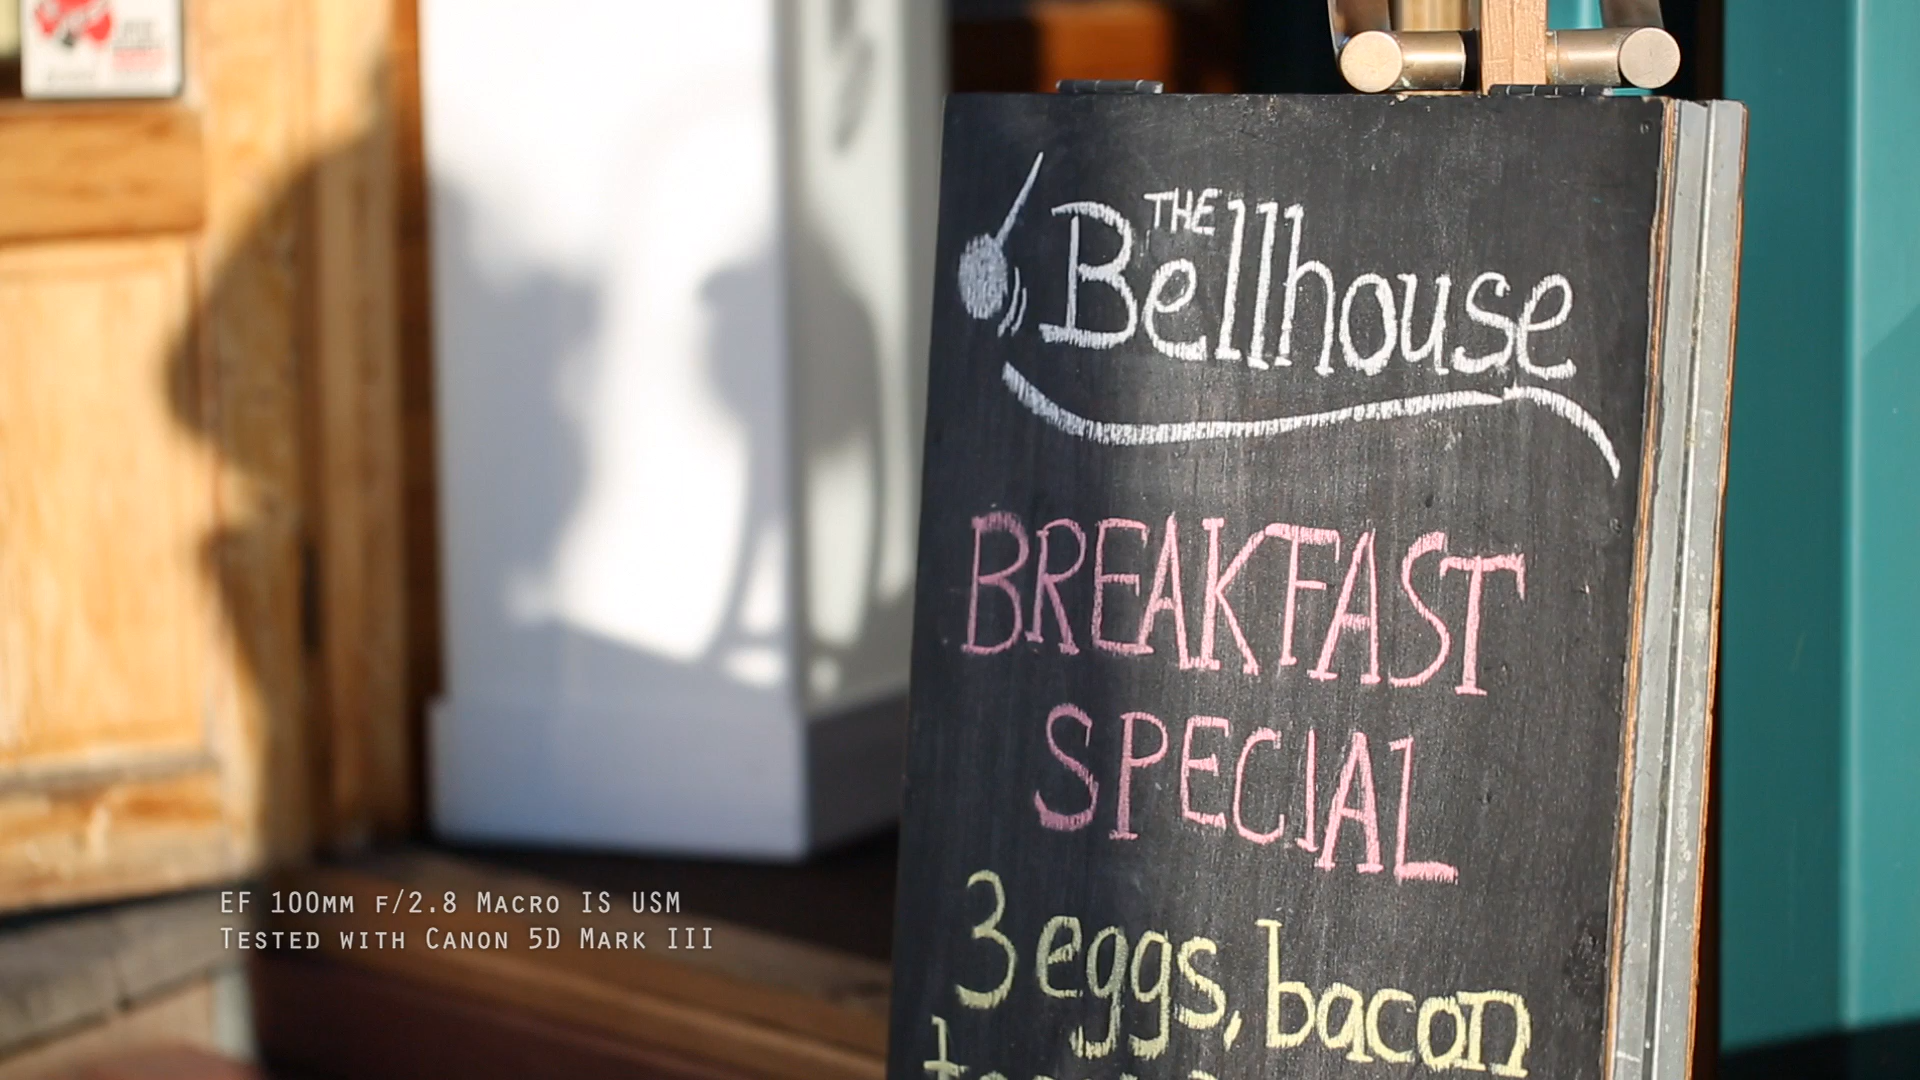 THE
Bellhouse
BREAKFAST
SPECIAL
3 eggs, bacon
EF 100mm f/2.8 Macro IS USM
Tested with Canon 5D Mark III